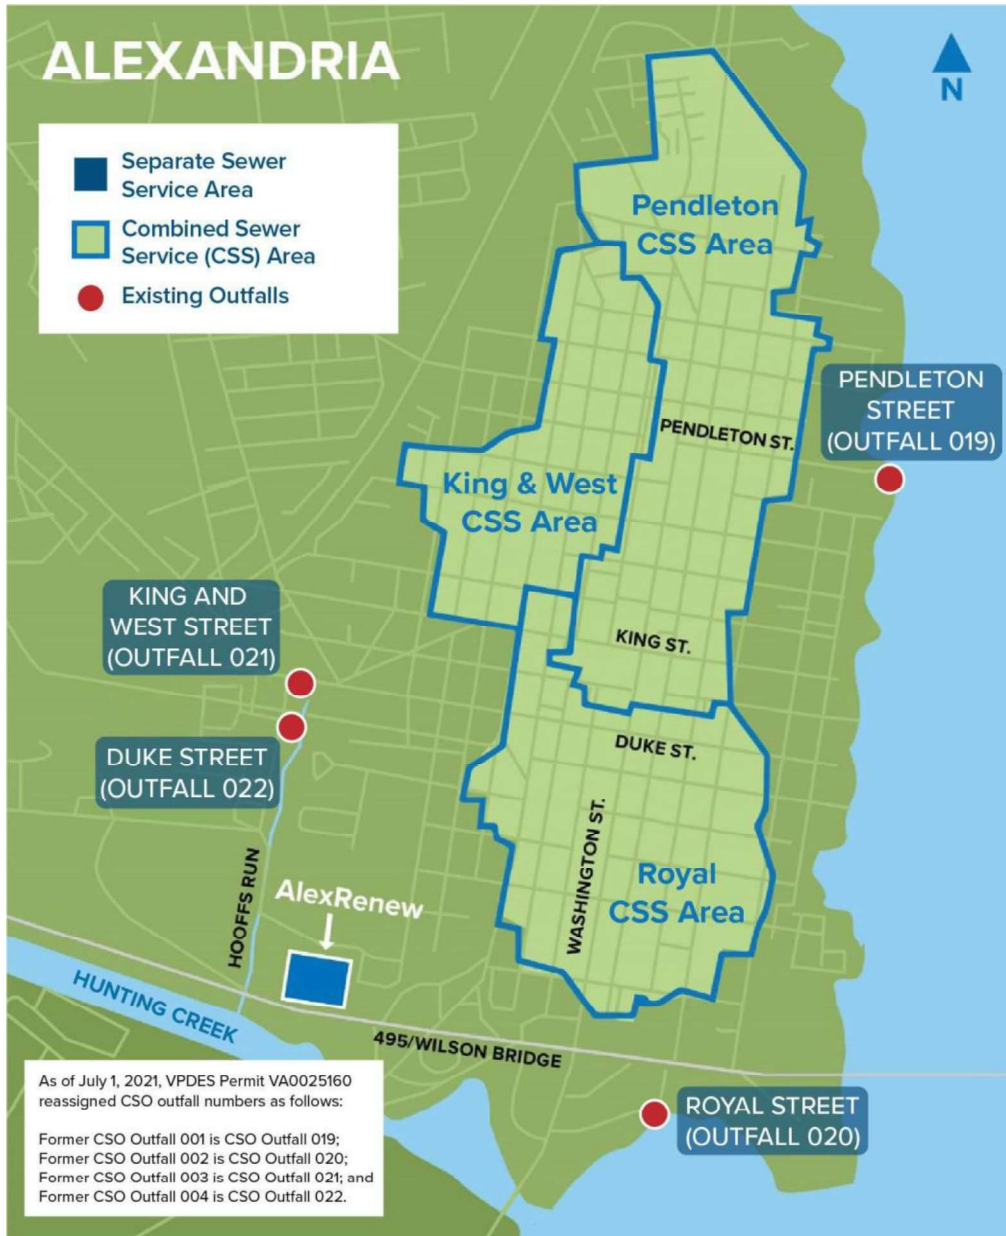 ALEXANDRIA
N
Separate Sewer
Service Area
Combined Sewer
Service (CSS) Area
Existing Outfalls
Pendleton
CSS Area
PENDLETON
STREET
(OUTFALL 019)
PENDLETON ST.
King & West
CSS Area
KING AND
WEST STREET
(OUTFALL 021)
KING ST.
DUKE STREET
(OUTFALL 022)
DUKE ST.
WASHINGTON ST.
Royal
CSS Area
HOOFFS RUN
AlexRenew
HUNTING CREEK
495/WILSON BRIDGE
ROYAL STREET
(OUTFALL 020)
As of July 1, 2021, VPDES Permit VA0025160
reassigned CSO outfall numbers as follows:
Former CSO Outfall 001 is CSO Outfall 019;
Former CSO Outfall 002 is CSO Outfall 020;
Former CSO Outfall 003 is CSO Outfall 021; and
Former CSO Outfall 004 is CSO Outfall 022.